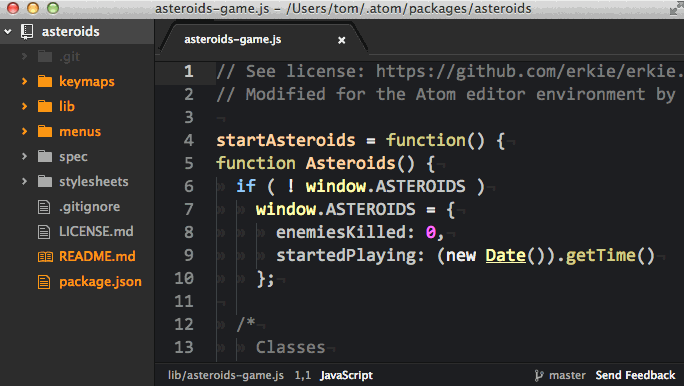 asteroids-game.js – /Users/tom/.atom/packages/asteroids
asteroids
.git
keymaps
lib
menus
spec
stylesheets
.gitignore
LICENSE.md
README.md
package.json
asteroids-game.js ×
1 // See license: https://github.com/erkie/erkie.
2 // Modified for the Atom editor environment by
3 ¬
4 startAsteroids = function() {¬
5 function Asteroids() {¬
6 » if ( ! window.ASTEROIDS )¬
7 » » window.ASTEROIDS = {¬
8 » » » enemiesKilled: 0,¬
9 » » » startedPlaying: (new Date()).getTime()¬
10 » » };¬
11 ¬
12 » /*¬
13 » » Classes¬
lib/asteroids-game.js 1,1 JavaScript master Send Feedback